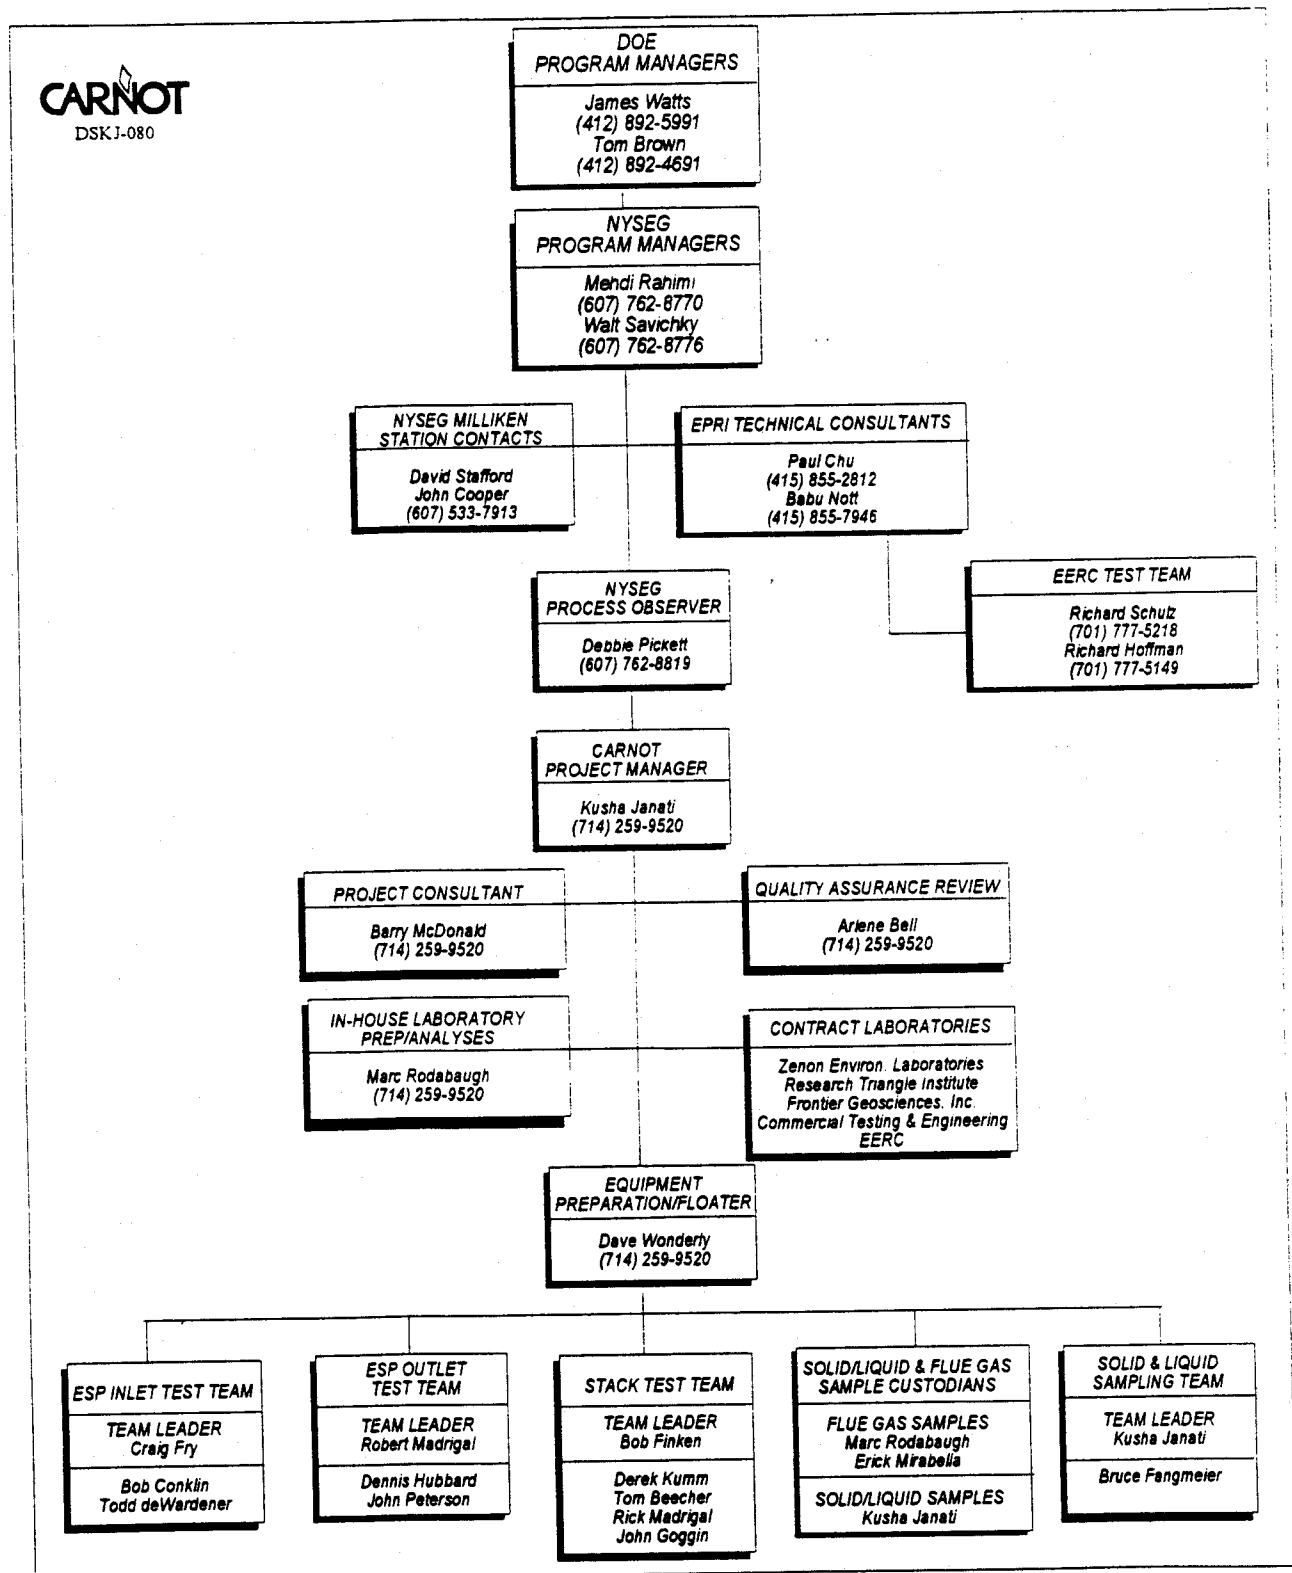 CARNOT
DSKJ-080
DOE
PROGRAM MANAGERS
James Watts
(412) 892-5991
Tom Brown
(412) 892-4691
NYSEG
PROGRAM MANAGERS
Mehdi Rahimi
(607) 762-8770
Walt Savichky
(607) 762-8776
NYSEG MILLIKEN
STATION CONTACTS
David Stafford
John Cooper
(607) 533-7913
EPRI TECHNICAL CONSULTANTS
Paul Chu
(415) 855-2812
Babu Nott
(415) 855-7946
EERC TEST TEAM
Richard Schulz
(701) 777-5218
Richard Hoffman
(701) 777-5149
NYSEG
PROCESS OBSERVER
Debbie Pickett
(607) 762-8819
CARNOT
PROJECT MANAGER
Kusha Janati
(714) 259-9520
PROJECT CONSULTANT
Barry McDonald
(714) 259-9520
QUALITY ASSURANCE REVIEW
Arlene Bell
(714) 259-9520
IN-HOUSE LABORATORY
PREP/ANALYSES
Marc Rodabaugh
(714) 259-9520
CONTRACT LABORATORIES
Zenon Environ. Laboratories
Research Triangle Institute
Frontier Geosciences, Inc.
Commercial Testing & Engineering
EERC
EQUIPMENT
PREPARATION/FLOATER
Dave Wonderly
(714) 259-9520
ESP INLET TEST TEAM
TEAM LEADER
Craig Fry
Bob Conklin
Todd deWardener
ESP OUTLET
TEST TEAM
TEAM LEADER
Robert Madrigal
Dennis Hubbard
John Peterson
STACK TEST TEAM
TEAM LEADER
Bob Finken
Derek Kumm
Tom Beecher
Rick Madrigal
John Goggin
SOLID/LIQUID & FLUE GAS
SAMPLE CUSTODIANS
FLUE GAS SAMPLES
Marc Rodabaugh
Erick Mirabella
SOLID/LIQUID SAMPLES
Kusha Janati
SOLID & LIQUID
SAMPLING TEAM
TEAM LEADER
Kusha Janati
Bruce Fangmeier